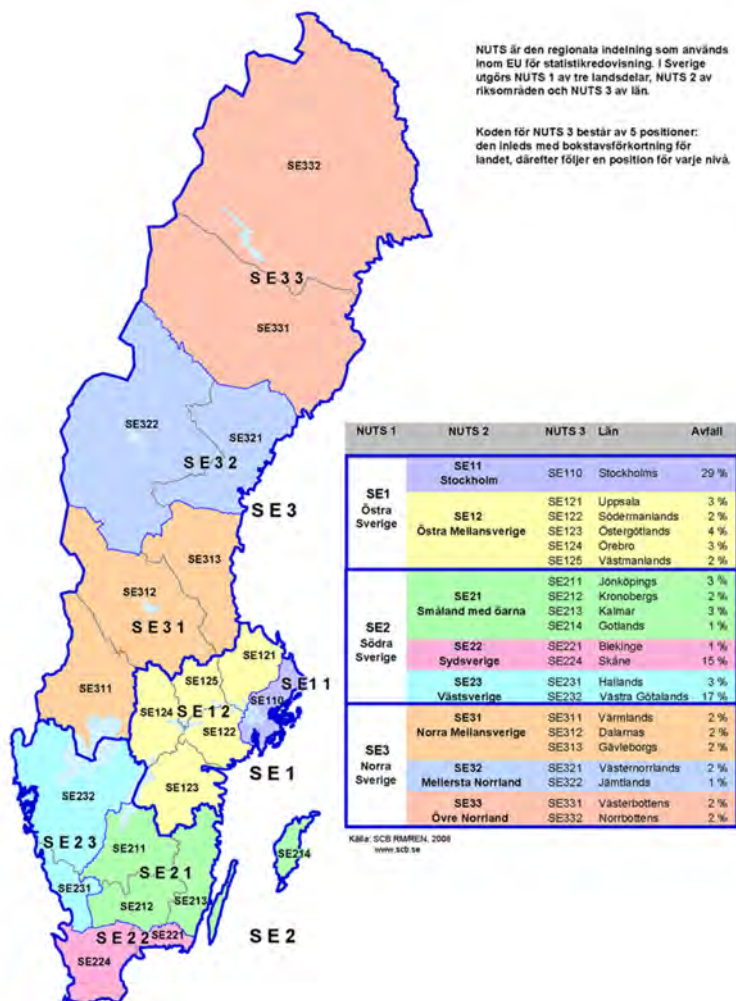 NUTS är den regionala indelning som används
inom EU för statistikredovisning. I Sverige
utgörs NUTS 1 av tre landsdelar, NUTS 2 av
riksområden och NUTS 3 av län.
Koden för NUTS 3 består av 5 positioner:
den inleds med bokstavsförkortning för
landet, därefter följer en position för varje nivå.
SE332
SE33
SE331
SE322
SE321
SE32
SE3
SE313
SE312
SE31
SE311
SE121
SE125
SE11
SE124
SE12
SE110
SE122
SE1
SE123
SE232
SE23
SE211
SE214
SE21
SE231
SE212
SE213
SE22
SE221
SE2
SE224
NUTS 1 NUTS 2 NUTS 3 Län Avfall
SE1
Östra
Sverige
SE11
Stockholm
SE110 Stockholms 29 %
SE12
Östra Mellansverige
SE121 Uppsala 3 %
SE122 Södermanlands 2 %
SE123 Östergötlands 4 %
SE124 Örebro 3 %
SE125 Västmanlands 2 %
SE2
Södra
Sverige
SE21
Småland med öarna
SE211 Jönköpings 3 %
SE212 Kronobergs 2 %
SE213 Kalmar 3 %
SE214 Gotlands 1 %
SE22
Sydsverige
SE221 Blekinge 1 %
SE224 Skåne 15 %
SE23
Västsverige
SE231 Hallands 3 %
SE232 Västra Götalands 17 %
SE3
Norra
Sverige
SE31
Norra Mellansverige
SE311 Värmlands 2 %
SE312 Dalarnas 2 %
SE313 Gävleborgs 2 %
SE32
Mellersta Norrland
SE321 Västernorrlands 2 %
SE322 Jämtlands 1 %
SE33
Övre Norrland
SE331 Västerbottens 2 %
SE332 Norrbottens 2 %
Källa: SCB RM/REN, 2008
www.scb.se